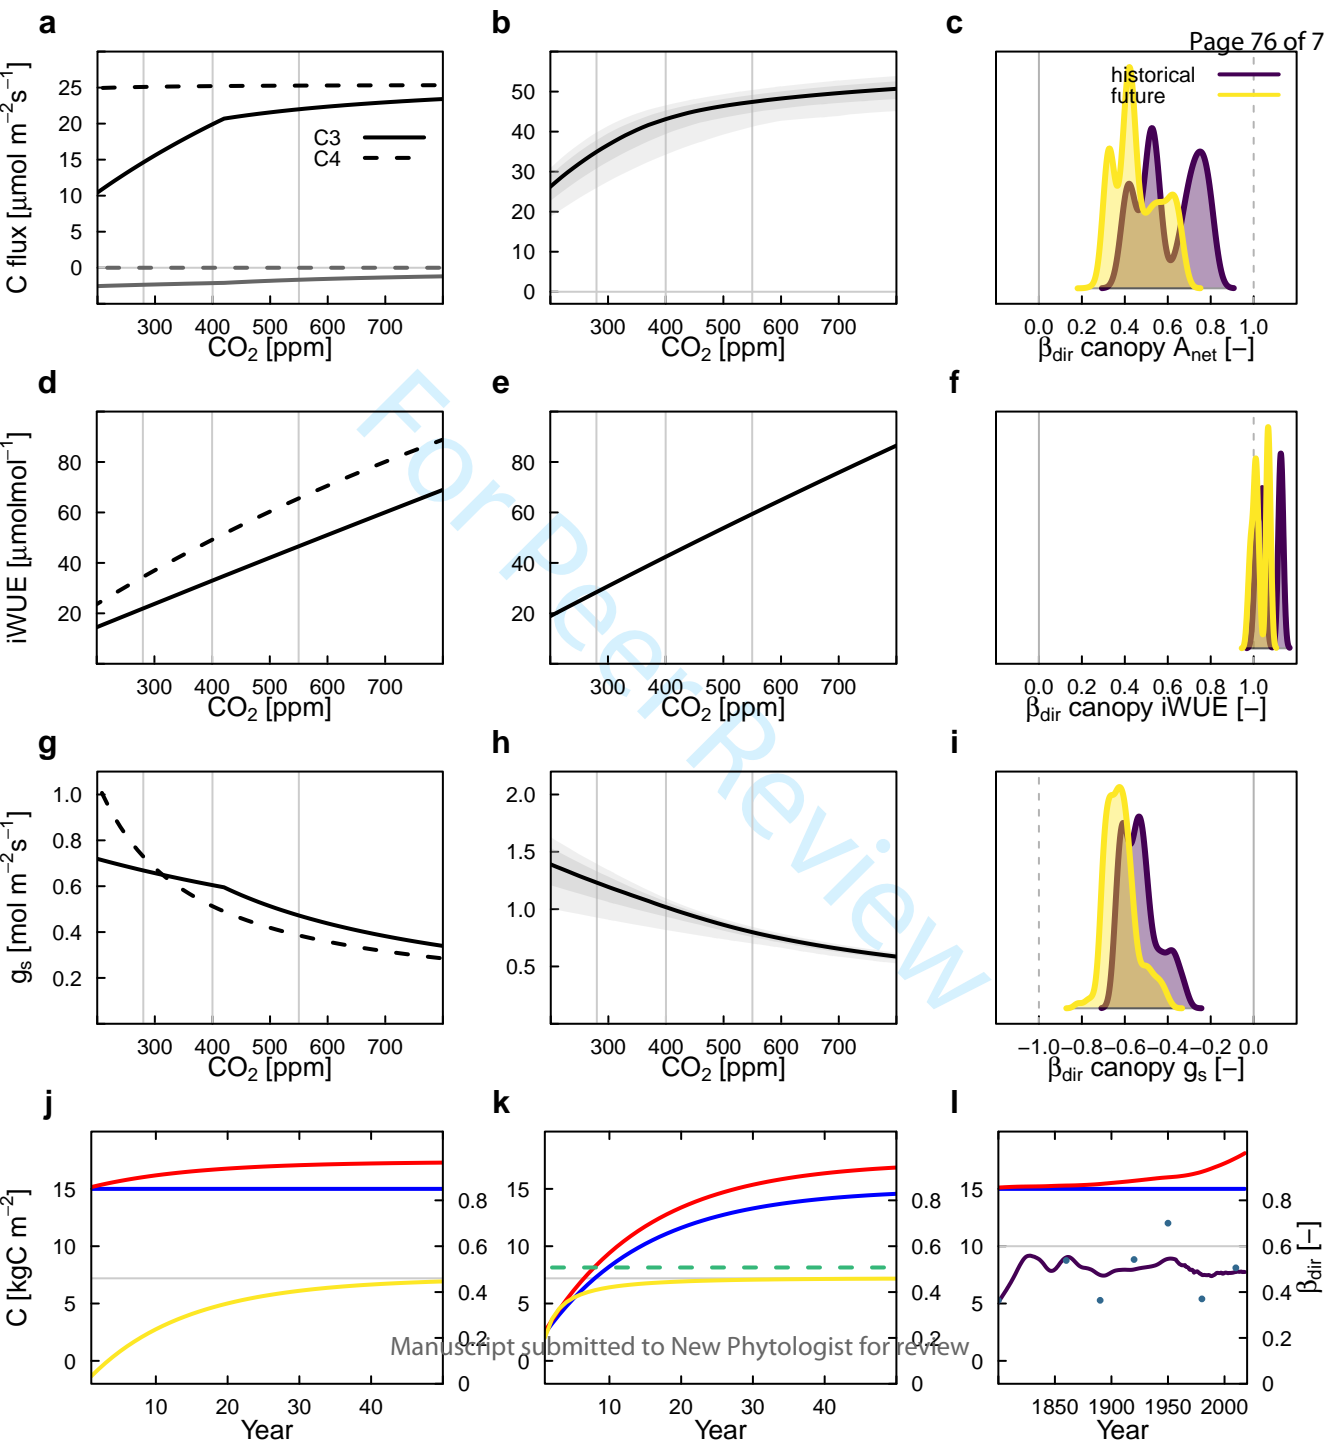 a
b
c
Page 76 of 7
C flux [μmol m−2s−1]
25
20
15
10
5
0
C3
C4
300 400 500 600 700
CO2 [ppm]
50
40
30
20
10
0
300 400 500 600 700
CO2 [ppm]
historical
future
0.0 0.2 0.4 0.6 0.8 1.0
βdir canopy Anet [−]
d
e
f
iWUE [μmolmol−1]
80
60
40
20
300 400 500 600 700
CO2 [ppm]
80
60
40
20
300 400 500 600 700
CO2 [ppm]
0.0 0.2 0.4 0.6 0.8 1.0
βdir canopy iWUE [−]
g
h
i
gs [mol m−2s−1]
1.0
0.8
0.6
0.4
0.2
300 400 500 600 700
CO2 [ppm]
2.0
1.5
1.0
0.5
300 400 500 600 700
CO2 [ppm]
−1.0 −0.8 −0.6 −0.4 −0.2 0.0
βdir canopy gs [−]
j
k
l
C [kgC m−2]
15
10
5
0
0.8
0.6
0.4
0.2
0
10 20 30 40
Year
15
10
5
0
0.8
0.6
0.4
0.2
0
10 20 30 40
Year
15
10
5
0
0.8
0.6
0.4
0.2
0
βdir [−]
1850 1900 1950 2000
Year
For Peer Review
Manuscript submitted to New Phytologist for review